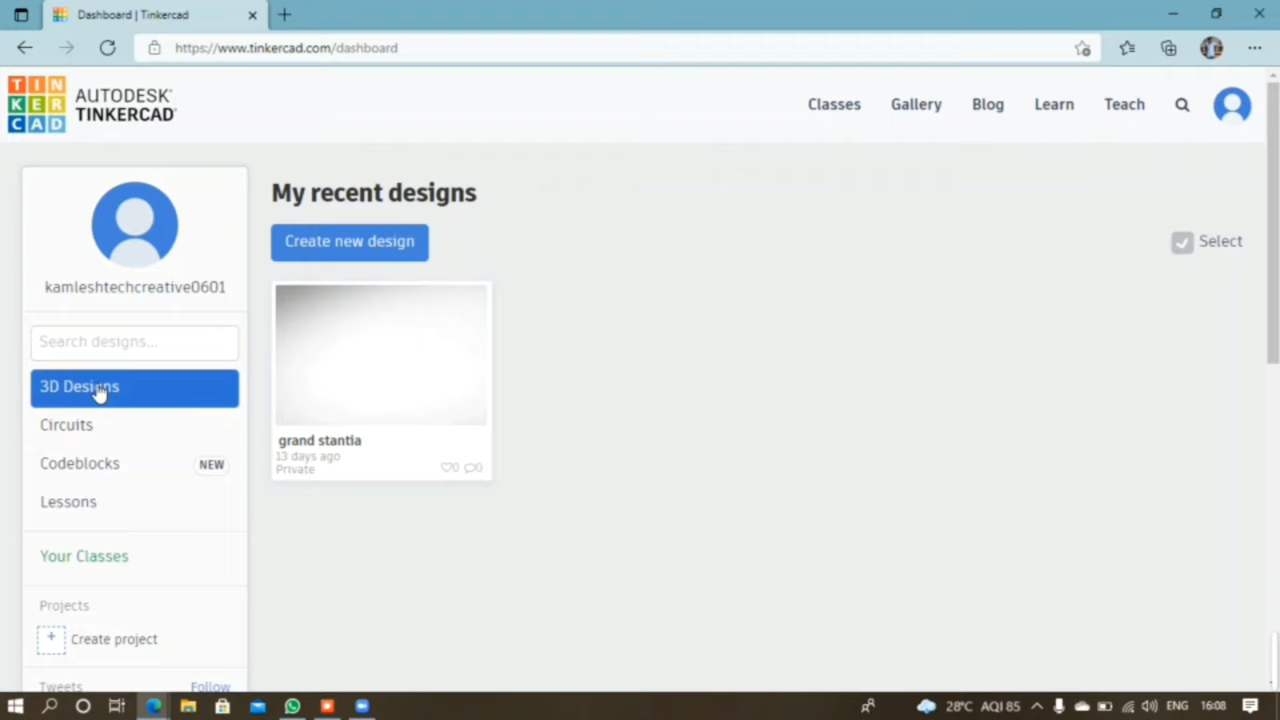 Dashboard | Tinkercad
https://www.tinkercad.com/dashboard
TIN
KER
CAD
AUTODESK
TINKERCAD
Classes
Gallery
Blog
Learn
Teach
My recent designs
Create new design
Select
kamleshtechcreative0601
Search designs...
3D Designs
Circuits
Codeblocks
NEW
Lessons
Your Classes
Projects
+ Create project
Tweets
Follow
grand stantia
13 days ago
Private
0 0
28°C AQI 85
ENG
16:08